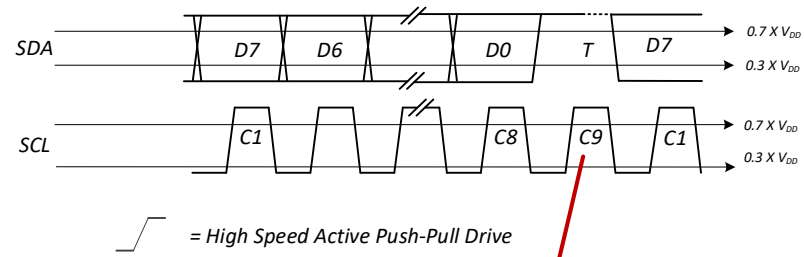 SDA D7 D6 D0 T D7 0.7 X VDD
0.3 X VDD
SCL C1 C8 C9 C1 0.7 X VDD
0.3 X VDD
= High Speed Active Push-Pull Drive